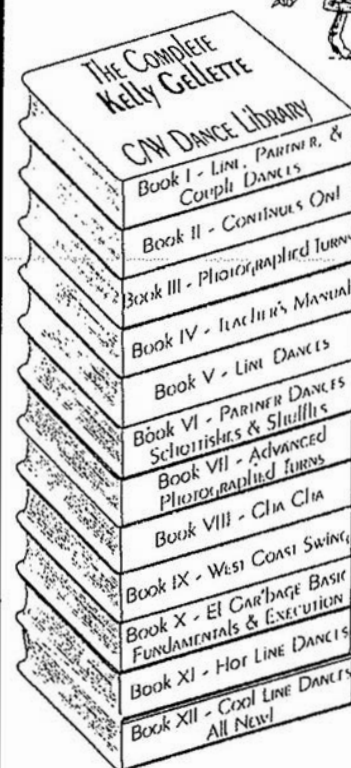 The Complete
Kelly Gellette
C/W Dance Library
Book I - Line, Partner, &
Couple Dances
Book II - Continues On!
Book III - Photographed Turns
Book IV - Teacher's Manual
Book V - Line Dances
Book VI - Partner Dances
Schottishes & Shuffles
Book VII - Advanced
Photographed Turns
Book VIII - Cha Cha
Book IX - West Coast Swing
Book X - El Gar'bage Basic
Fundamentals & Execution
Book XI - Hot Line Dances
Book XII - Cool Line Dances
All New!